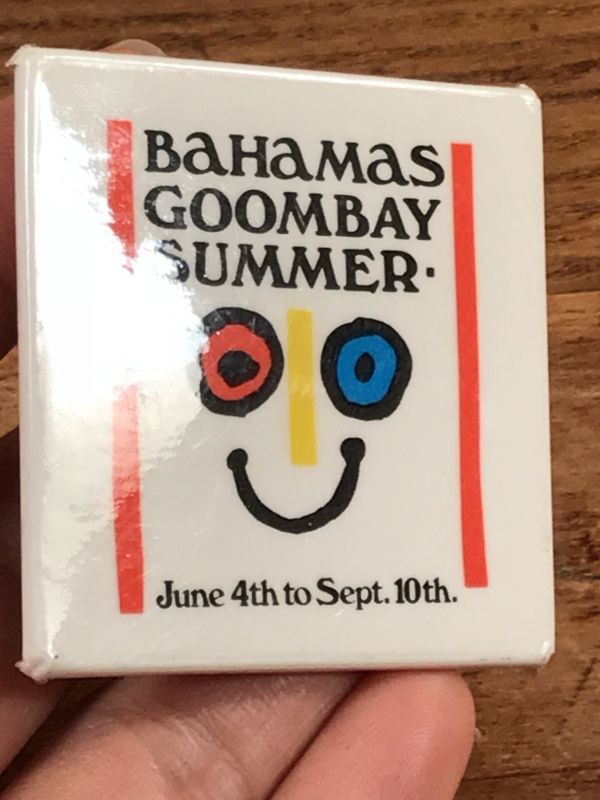 BaHaMaS
GOOMBAY
SUMMER·
June 4th to Sept. 10th.